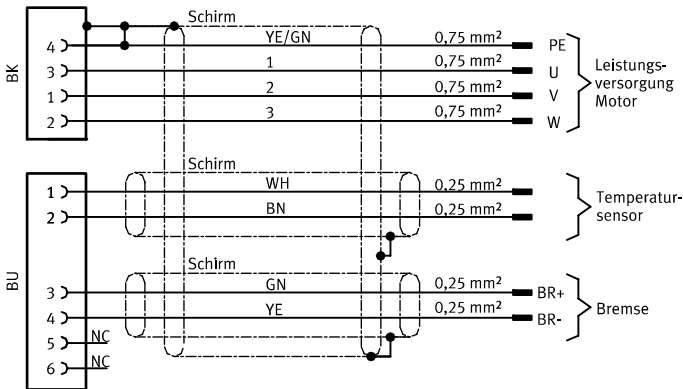 Schirm
BK
4 YE/GN 0,75 mm² PE
3 1 0,75 mm² U
1 2 0,75 mm² V
2 3 0,75 mm² W
Leistungs-
versorgung
Motor
Schirm
BU
1 WH 0,25 mm²
2 BN 0,25 mm²
Temperatur-
sensor
Schirm
3 GN 0,25 mm² BR+
4 YE 0,25 mm² BR-
Bremse
5 NC
6 NC